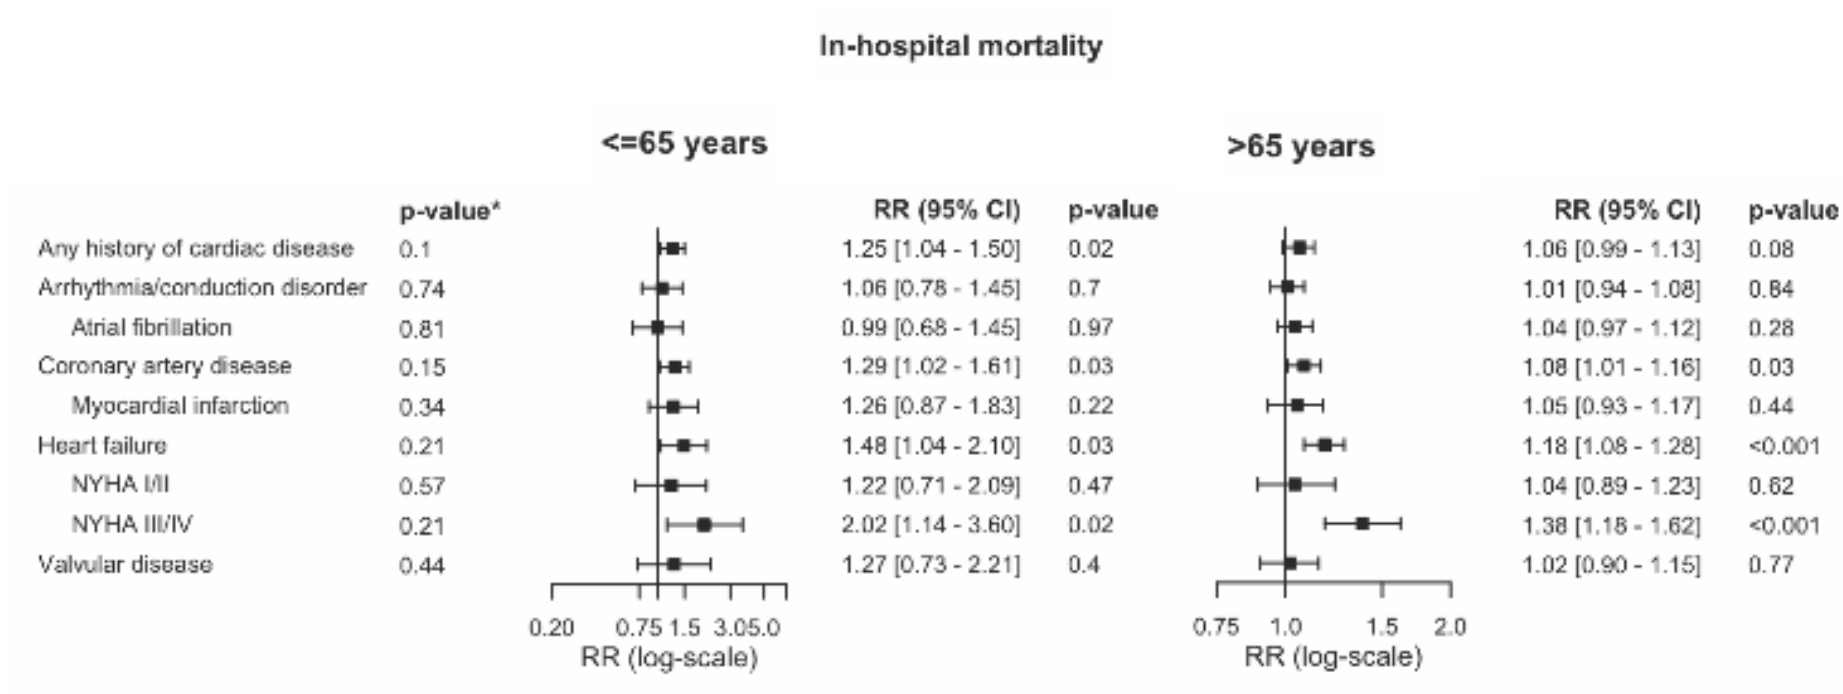 In-hospital mortality
<=65 years >65 years
p-value* RR (95% CI) p-value RR (95% CI) p-value
Any history of cardiac disease 0.1 1.25 [1.04 - 1.50] 0.02 1.06 [0.99 - 1.13] 0.08
Arrhythmia/conduction disorder 0.74 1.06 [0.78 - 1.45] 0.7 1.01 [0.94 - 1.08] 0.84
Atrial fibrillation 0.81 0.99 [0.68 - 1.45] 0.97 1.04 [0.97 - 1.12] 0.28
Coronary artery disease 0.15 1.29 [1.02 - 1.61] 0.03 1.08 [1.01 - 1.16] 0.03
Myocardial infarction 0.34 1.26 [0.87 - 1.83] 0.22 1.05 [0.93 - 1.17] 0.44
Heart failure 0.21 1.48 [1.04 - 2.10] 0.03 1.18 [1.08 - 1.28] <0.001
NYHA I/II 0.57 1.22 [0.71 - 2.09] 0.47 1.04 [0.89 - 1.23] 0.62
NYHA III/IV 0.21 2.02 [1.14 - 3.60] 0.02 1.38 [1.18 - 1.62] <0.001
Valvular disease 0.44 1.27 [0.73 - 2.21] 0.4 1.02 [0.90 - 1.15] 0.77
0.20 0.75 1.5 3.0 5.0 0.75 1.0 1.5 2.0
RR (log-scale) RR (log-scale)